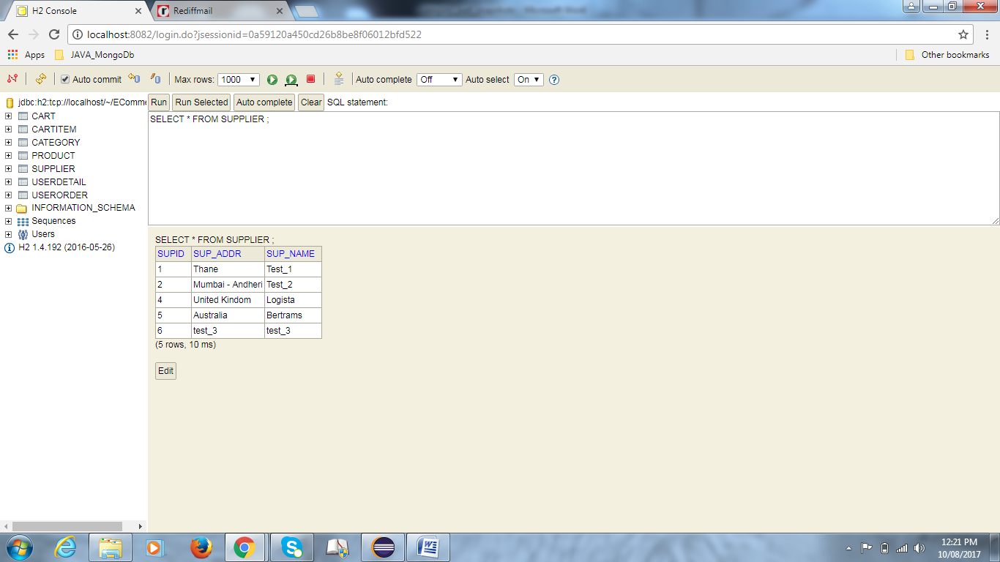 H2 Console
Rediffmail
localhost:8082/login.do?jsessionid=0a59120a450cd26b8be8f06012bfd522
Apps JAVA_MongoDb Other bookmarks
Auto commit Max rows: 1000 Auto complete Off Auto select On
jdbc:h2:tcp://localhost/~/EComme
CART
CARTITEM
CATEGORY
PRODUCT
SUPPLIER
USERDETAIL
USERORDER
INFORMATION_SCHEMA
Sequences
Users
H2 1.4.192 (2016-05-26)
Run Run Selected Auto complete Clear SQL statement:
SELECT * FROM SUPPLIER ;
SELECT * FROM SUPPLIER ;
SUPID SUP_ADDR SUP_NAME
1 Thane Test_1
2 Mumbai - Andheri Test_2
4 United Kindom Logista
5 Australia Bertrams
6 test_3 test_3
(5 rows, 10 ms)
Edit
12:21 PM
10/08/2017